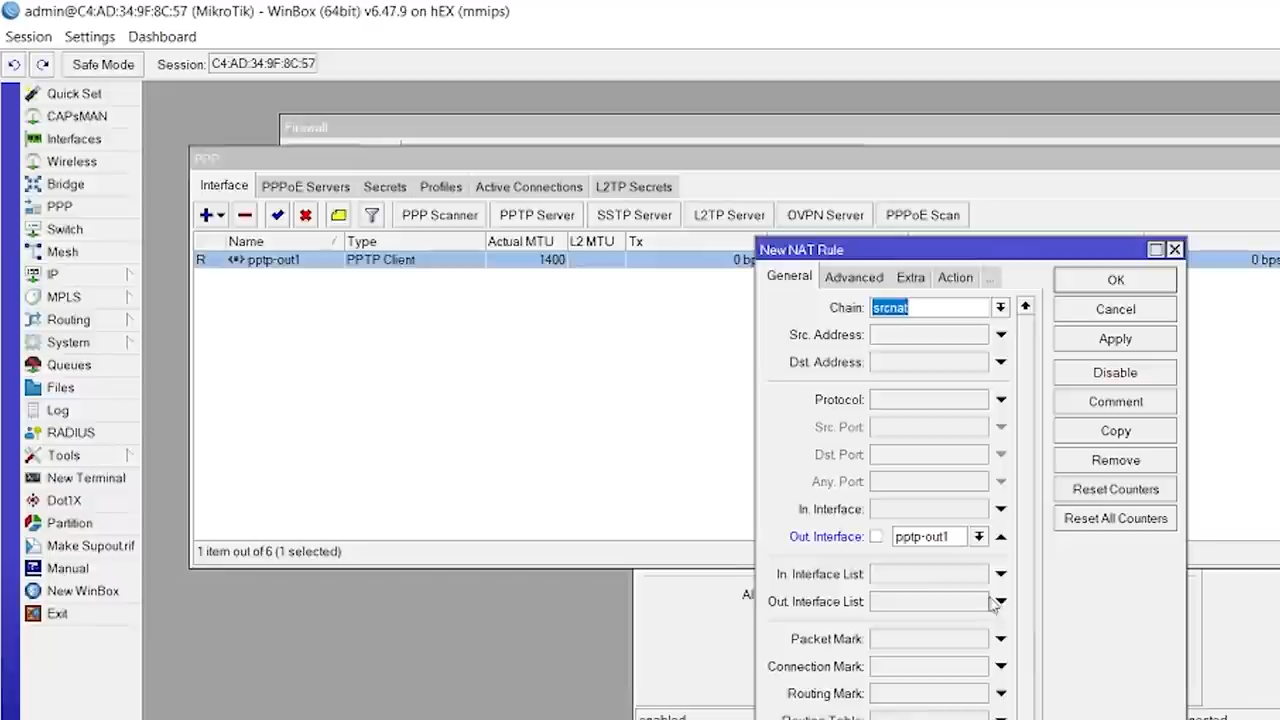 admin@C4:AD:34:9F:8C:57 (MikroTik) - WinBox (64bit) v6.47.9 on hEX (mmips)
Session Settings Dashboard
Safe Mode Session: C4:AD:34:9F:8C:57
Quick Set
CAPsMAN
Interfaces
Wireless
Bridge
PPP
Switch
Mesh
IP
MPLS
Routing
System
Queues
Files
Log
RADIUS
Tools
New Terminal
Dot1X
Partition
Make Supout.rif
Manual
New WinBox
Exit
Firewall
PPP
Interface PPPoE Servers Secrets Profiles Active Connections L2TP Secrets
PPP Scanner PPTP Server SSTP Server L2TP Server OVPN Server PPPoE Scan
Name Type Actual MTU L2 MTU Tx
R pptp-out1 PPTP Client 1400 0 bps 0 bps
1 item out of 6 (1 selected)
New NAT Rule
General Advanced Extra Action ...
Chain: srcnat
Src. Address:
Dst. Address:
Protocol:
Src. Port:
Dst. Port:
Any. Port:
In. Interface:
Out. Interface: pptp-out1
In. Interface List:
Out. Interface List:
Packet Mark:
Connection Mark:
Routing Mark:
Routing Table:
OK
Cancel
Apply
Disable
Comment
Copy
Remove
Reset Counters
Reset All Counters
enabled